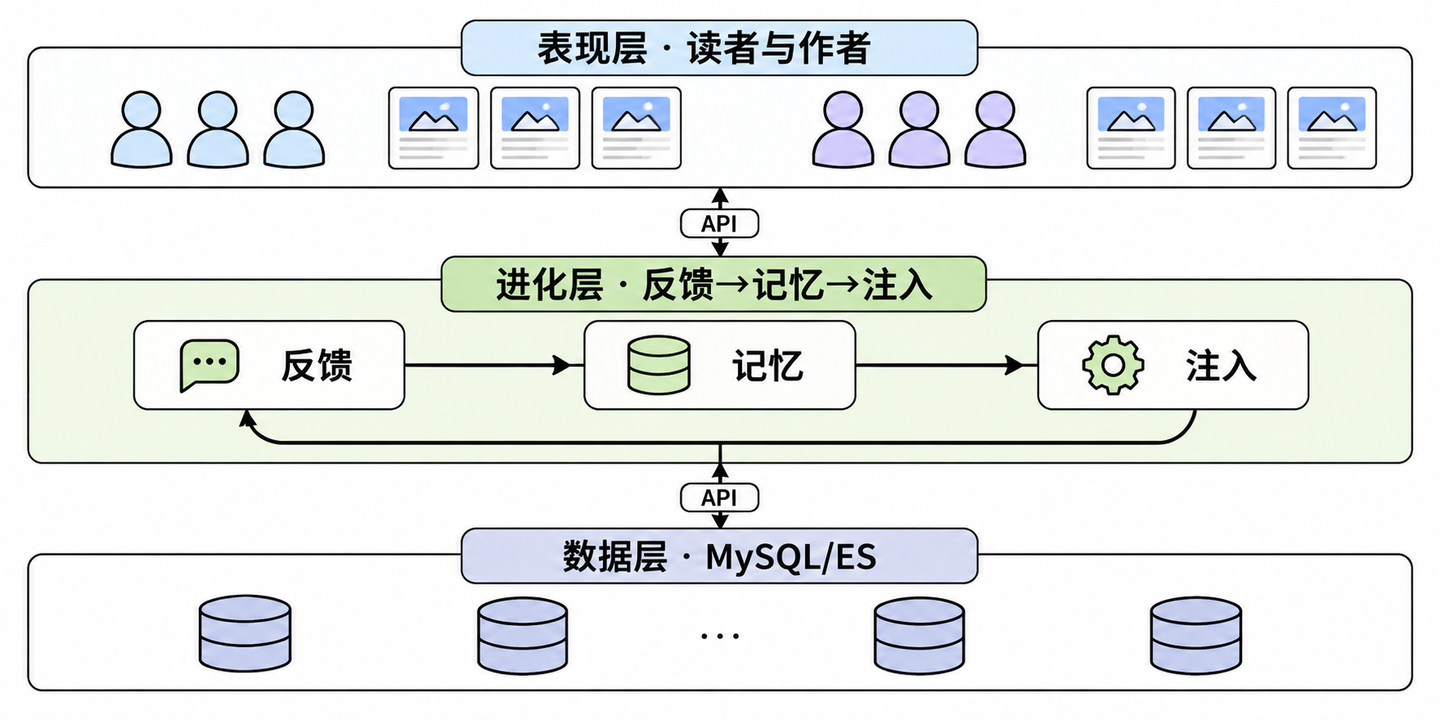 表现层 · 读者与作者
API
进化层 · 反馈→记忆→注入
反馈
记忆
注入
API
数据层 · MySQL/ES
...